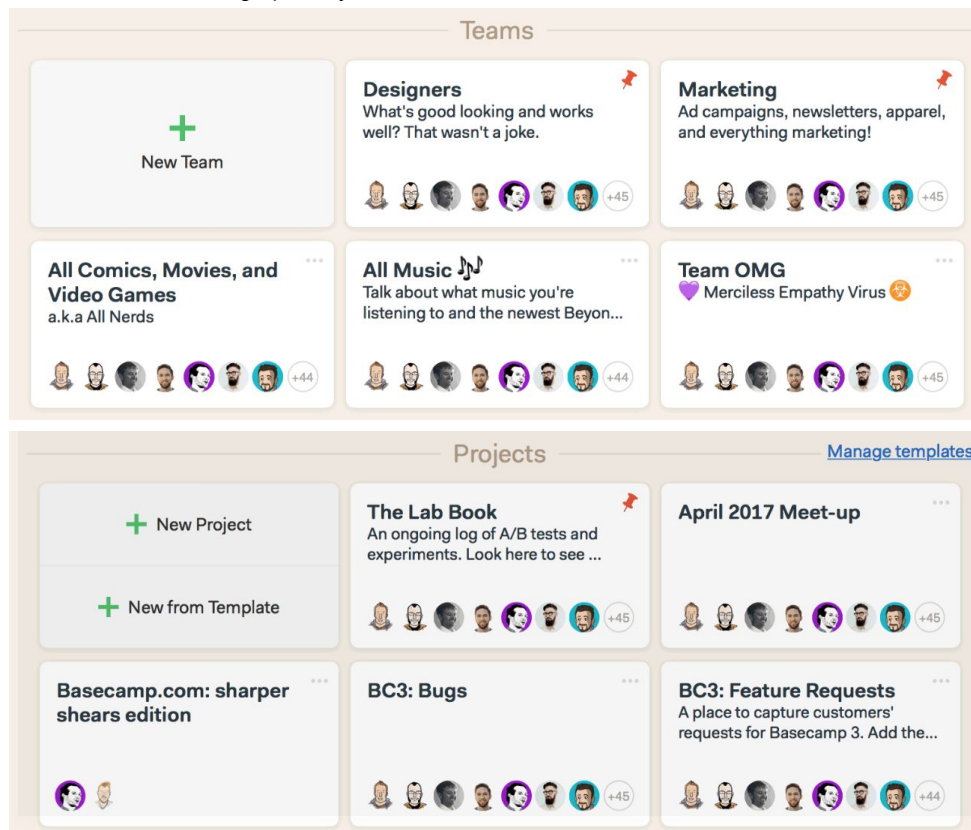 Teams
New Team
Designers
What's good looking and works
well? That wasn't a joke.
+45
Marketing
Ad campaigns, newsletters, apparel,
and everything marketing!
+45
All Comics, Movies, and
Video Games
a.k.a All Nerds
+44
All Music 🎶
Talk about what music you're
listening to and the newest Beyon...
+44
Team OMG
💜 Merciless Empathy Virus ☣
+45
Projects
Manage templates
New Project
New from Template
The Lab Book
An ongoing log of A/B tests and
experiments. Look here to see ...
+45
April 2017 Meet-up
+45
Basecamp.com: sharper
shears edition
BC3: Bugs
+45
BC3: Feature Requests
A place to capture customers'
requests for Basecamp 3. Add the...
+44